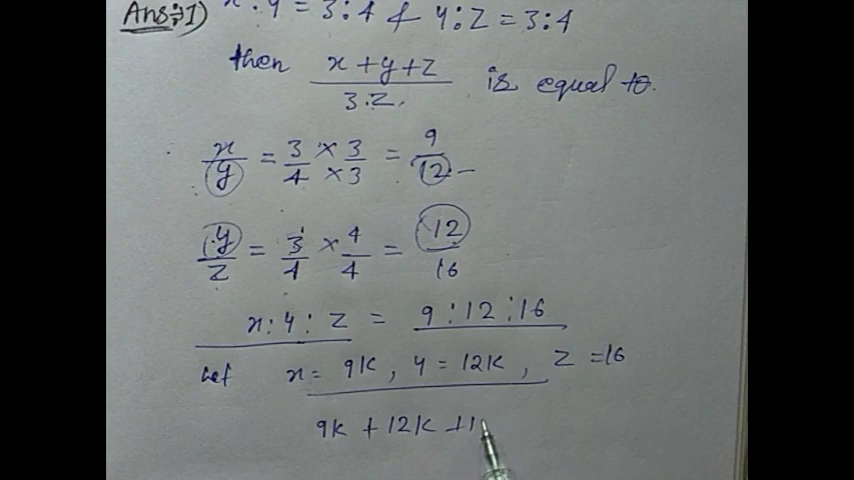 Ans:1) x:y = 3:4 & y:z = 3:4
then x+y+z / 3.z. is equal to.
x/y = 3/4 × 3/× 3 = 9/12 –
y/z = 3/4 × 4/4 = 12/16
x:y:z = 9:12:16
Let x = 9k, y = 12k, z = 16
9k + 12k + 1